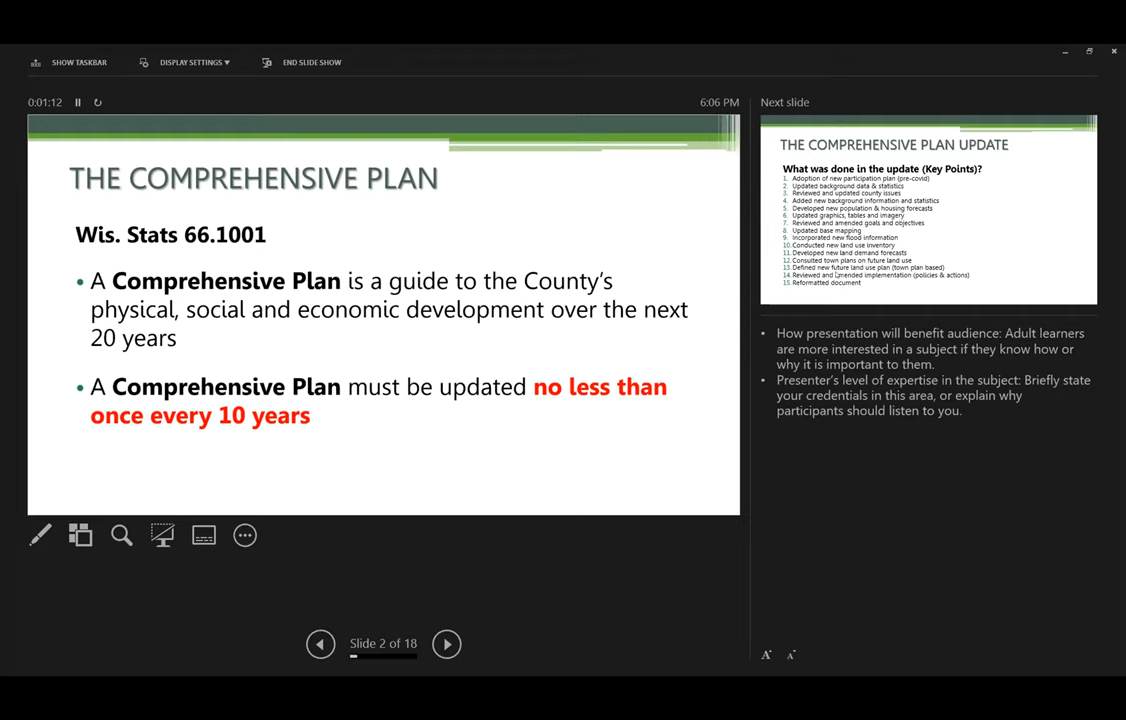 SHOW TASKBAR
DISPLAY SETTINGS ▼
END SLIDE SHOW
0:01:12
6:06 PM
THE COMPREHENSIVE PLAN
Wis. Stats 66.1001
• A Comprehensive Plan is a guide to the County's
physical, social and economic development over the next
20 years
• A Comprehensive Plan must be updated no less than
once every 10 years
Slide 2 of 18
Next slide
THE COMPREHENSIVE PLAN UPDATE
What was done in the update (Key Points)?
1. Adoption of new participation plan (pre-covid)
2. Updated background data & statistics
3. Reviewed and updated county issues
4. Added new background information and statistics
5. Developed new population & housing forecasts
6. Updated graphics, tables and imagery
7. Reviewed and amended goals and objectives
8. Updated base mapping
9. Incorporated new flood information
10. Conducted new land use inventory
11. Developed new land demand forecasts
12. Consulted town plans on future land use
13. Defined new future land use plan (town plan based)
14. Reviewed and amended implementation (policies & actions)
15. Reformatted document
• How presentation will benefit audience: Adult learners
are more interested in a subject if they know how or
why it is important to them.
• Presenter's level of expertise in the subject: Briefly state
your credentials in this area, or explain why
participants should listen to you.
A A